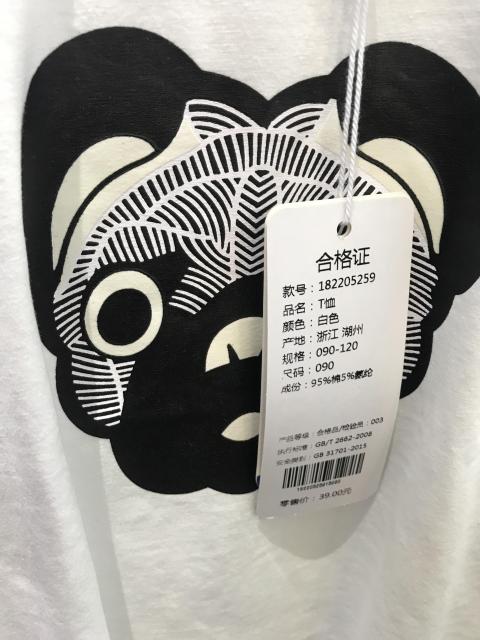 合格证
款号：182205259
品名：T恤
颜色：白色
产地：浙江 湖州
规格：090-120
尺码：090
成份：95%棉5%氨纶
产品等级：合格品/检验员：003
执行标准：GB/T 2662-2008
安全类别：GB 31701-2015
零售价：39.00元